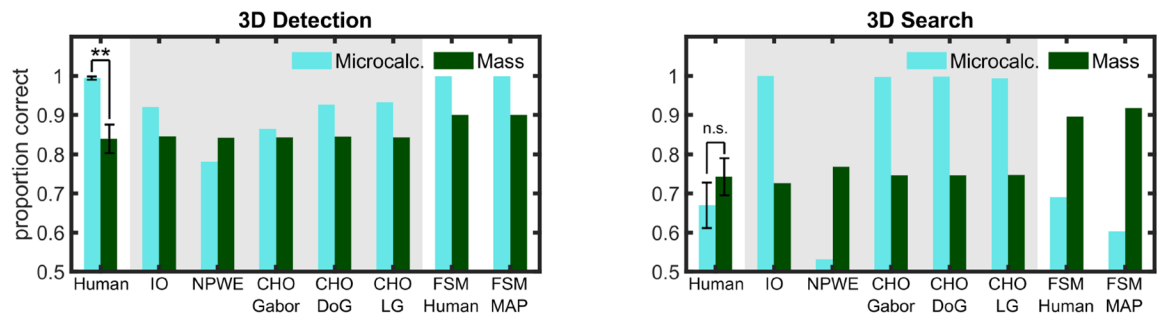 3D Detection
**
Microcalc. Mass
proportion correct
1
0.9
0.8
0.7
0.6
0.5
Human IO NPWE CHO CHO CHO FSM FSM
Gabor DoG LG Human MAP
3D Search
Microcalc. Mass
n.s.
1
0.9
0.8
0.7
0.6
0.5
Human IO NPWE CHO CHO CHO FSM FSM
Gabor DoG LG Human MAP